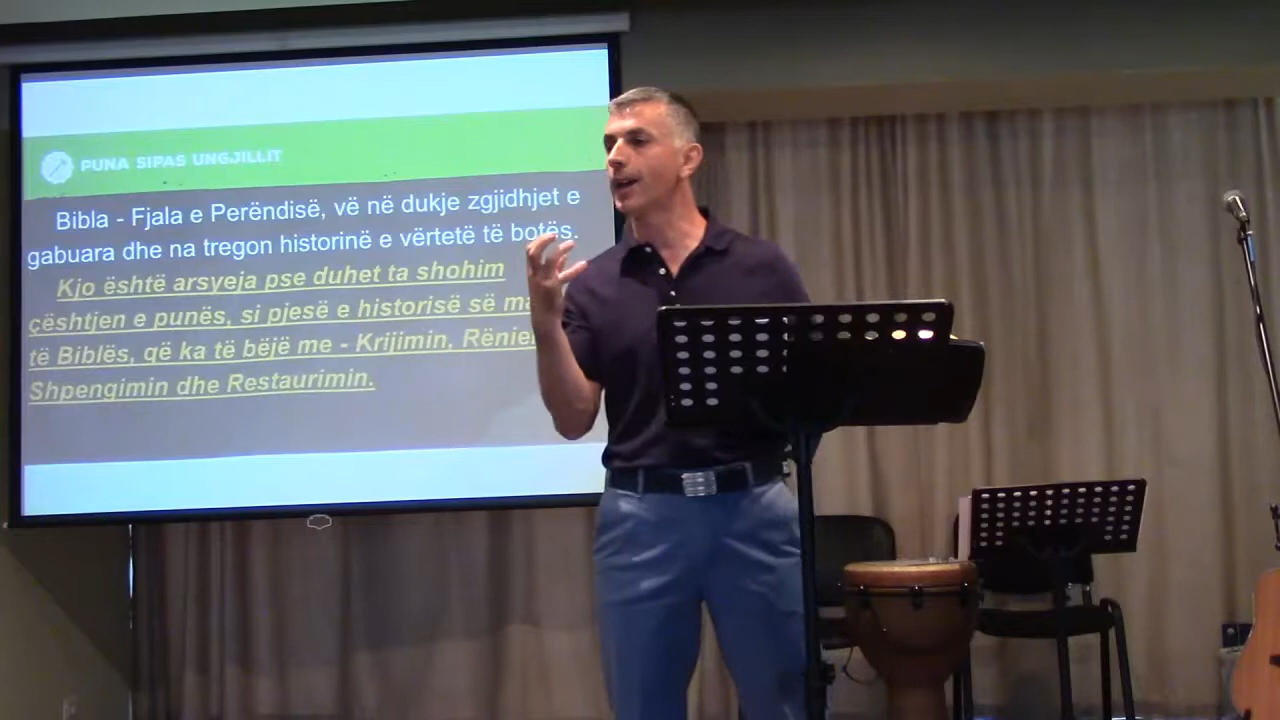 PUNA SIPAS UNGJILLIT
Bibla - Fjala e Perëndisë, vë në dukje zgjidhjet e
gabuara dhe na tregon historinë e vërtetë të botës.
Kjo është arsyeja pse duhet ta shohim
çështjen e punës, si pjesë e historisë së
të Biblës, që ka të bëjë me - Krijimin,
Shpengimin dhe Restaurimin.